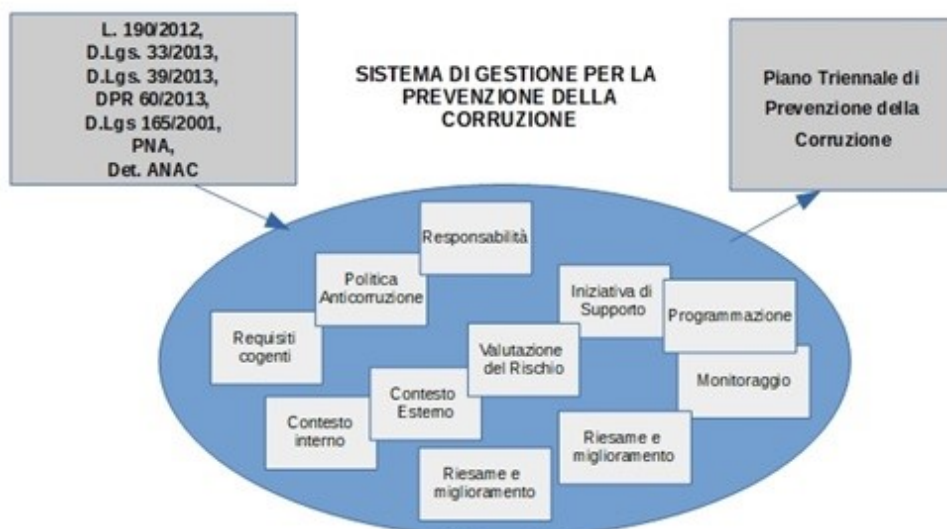 L. 190/2012,
D.Lgs. 33/2013,
D.Lgs. 39/2013,
DPR 60/2013,
D.Lgs 165/2001,
PNA,
Det. ANAC
SISTEMA DI GESTIONE PER LA
PREVENZIONE DELLA
CORRUZIONE
Piano Triennale di
Prevenzione della
Corruzione
Responsabilità
Politica
Anticorruzione
Iniziativa di
Supporto
Programmazione
Requisiti
cogenti
Valutazione
del Rischio
Monitoraggio
Contesto
Esterno
Contesto
interno
Riesame e
miglioramento
Riesame e
miglioramento